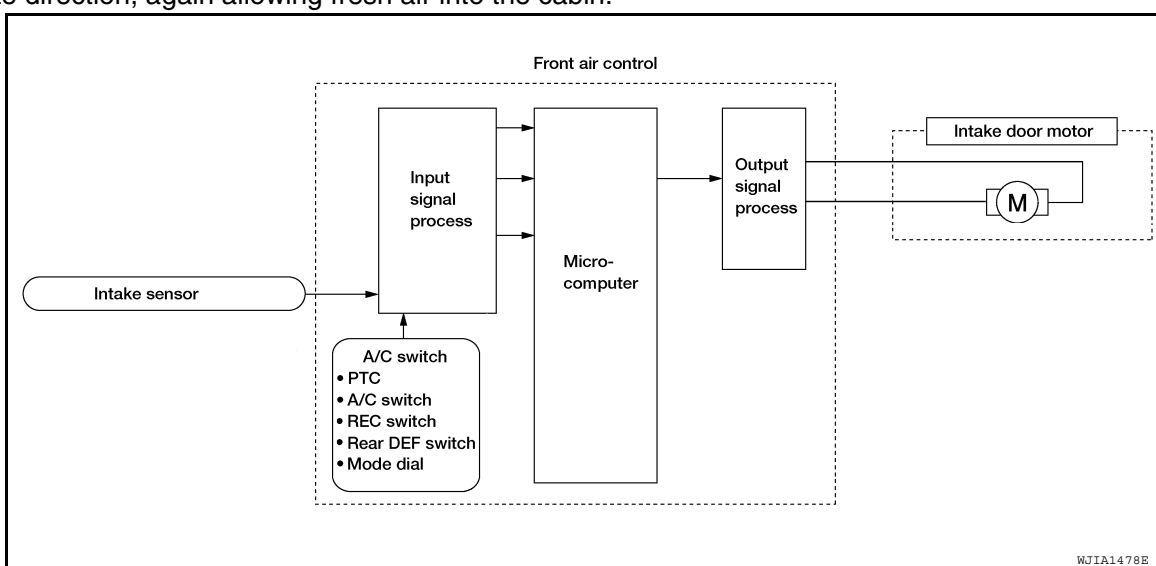 direction, again allowing fresh air into the cabin.
Front air control
Intake door motor
Input
signal
process
Output
signal
process
M
Micro-
computer
Intake sensor
A/C switch
• PTC
• A/C switch
• REC switch
• Rear DEF switch
• Mode dial
WJIA1478E